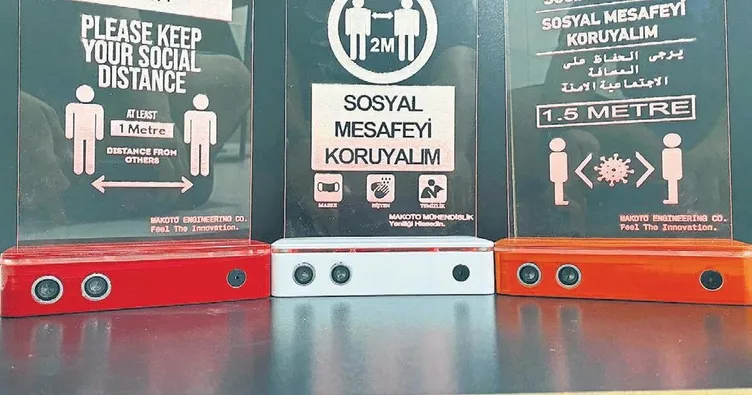 PLEASE KEEP
YOUR SOCIAL
DISTANCE
AT LEAST
1 Metre
DISTANCE FROM
OTHERS
MAKOTO ENGINEERING CO.
Feel The Innovation.
2M
SOSYAL
MESAFEYİ
KORUYALIM
MASKE
HİJYEN
TEMİZLİK
MAKOTO MÜHENDİSLİK
Yeniliği Hissedin.
SOSYAL MESAFEYİ
KORUYALIM
يرجى الحفاظ على
المسافة
الاجتماعية الامنة
1.5 METRE
MAKOTO ENGINEERING CO.
Feel The Innovation.